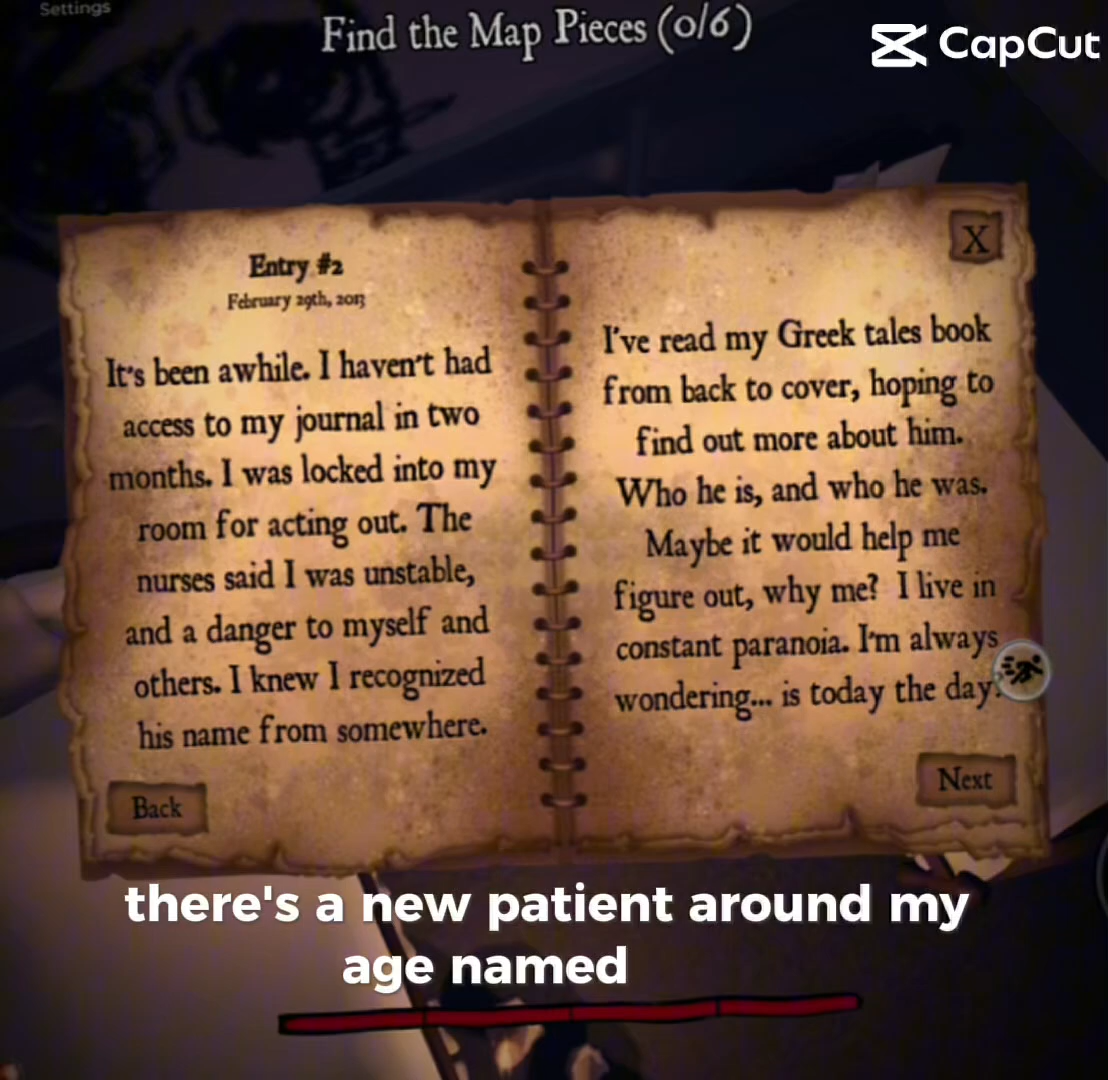 Settings
Find the Map Pieces (0/6)
CapCut
X
Entry #2
February 29th, 2013
It's been awhile. I haven't had
access to my journal in two
months. I was locked into my
room for acting out. The
nurses said I was unstable,
and a danger to myself and
others. I knew I recognized
his name from somewhere.
Back
I've read my Greek tales book
from back to cover, hoping to
find out more about him.
Who he is, and who he was.
Maybe it would help me
figure out, why me? I live in
constant paranoia. I'm always
wondering... is today the day?
Next
there's a new patient around my
age named